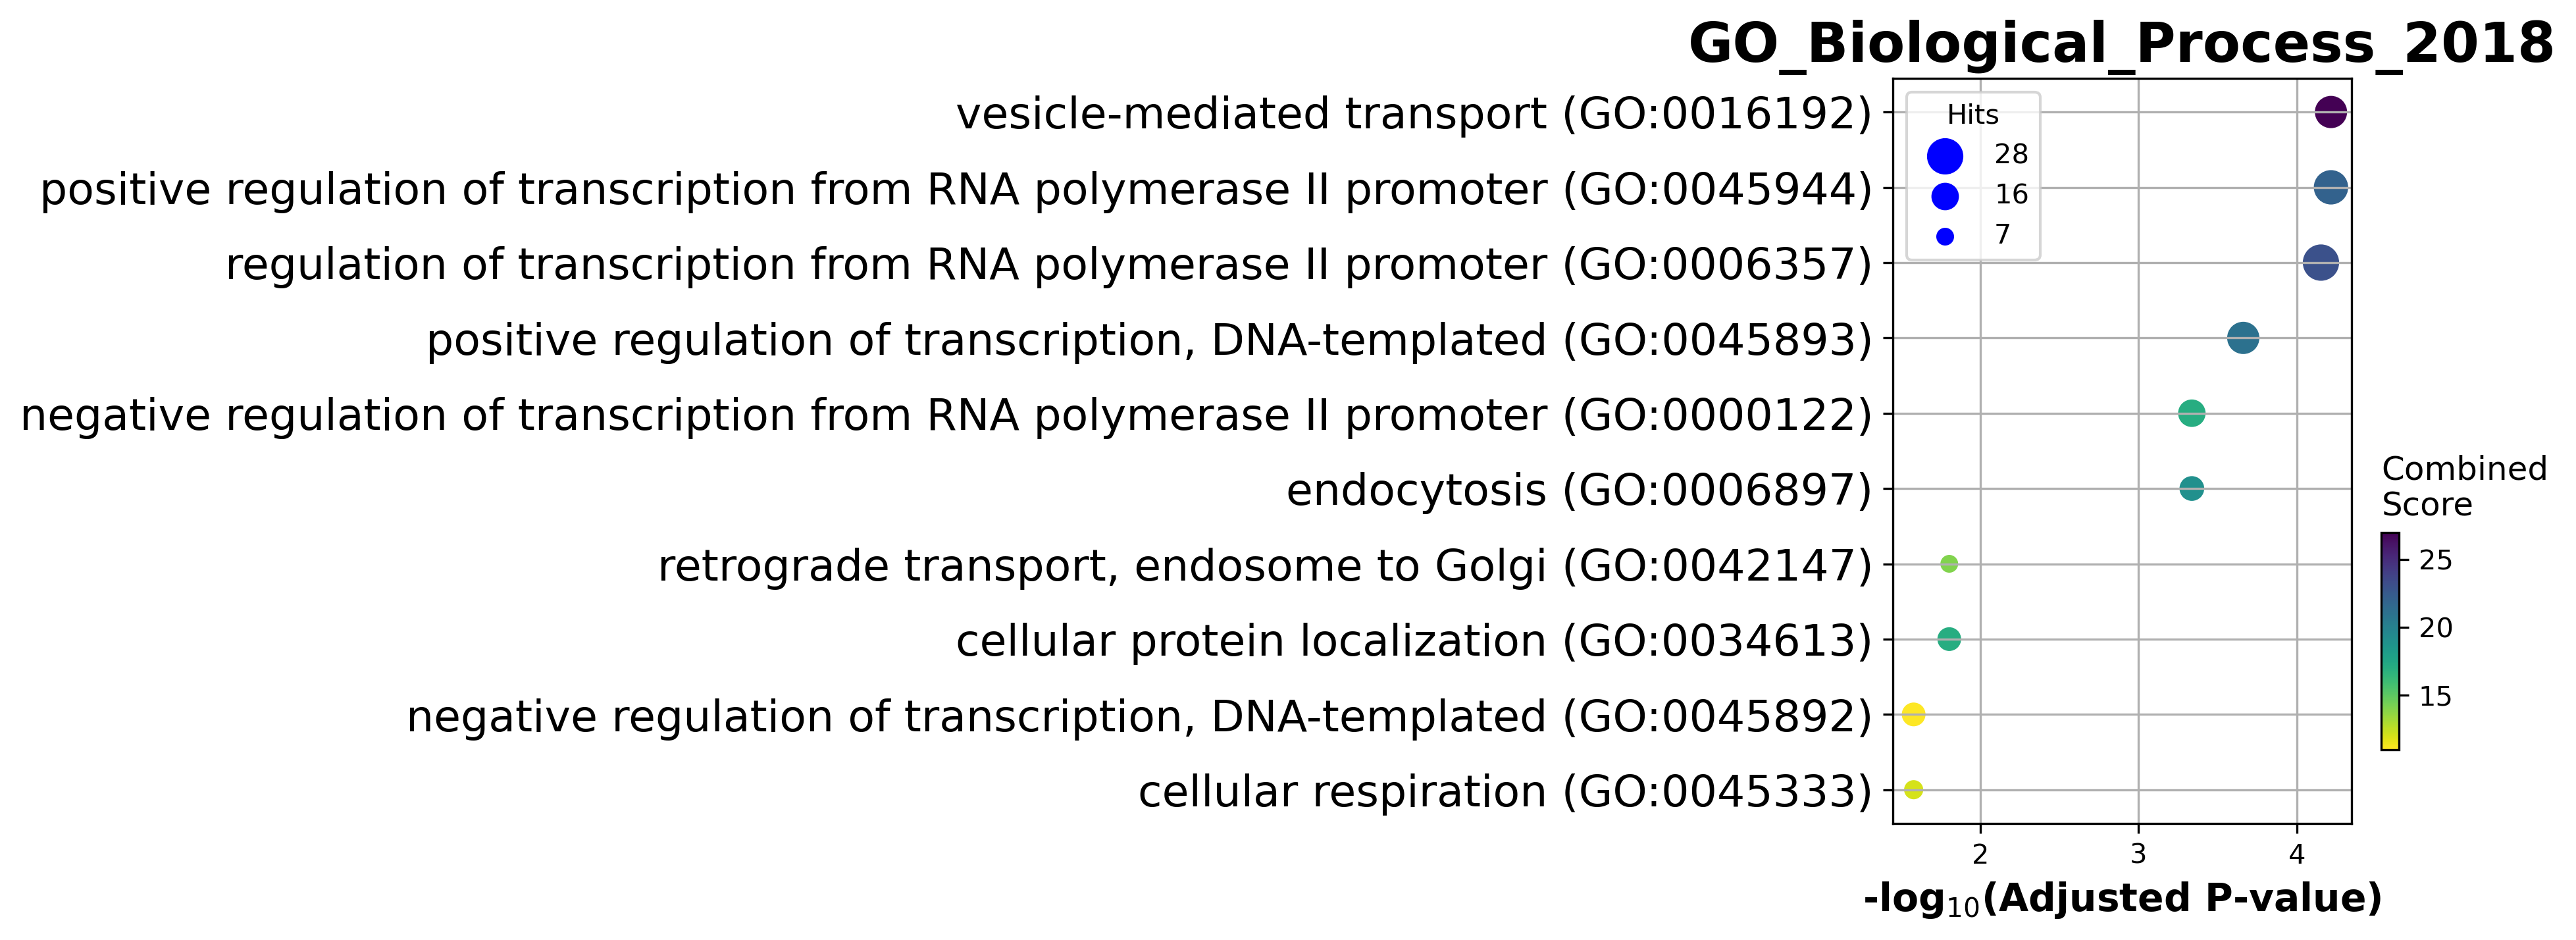 GO_Biological_Process_2018
vesicle-mediated transport (GO:0016192)
positive regulation of transcription from RNA polymerase II promoter (GO:0045944)
regulation of transcription from RNA polymerase II promoter (GO:0006357)
positive regulation of transcription, DNA-templated (GO:0045893)
negative regulation of transcription from RNA polymerase II promoter (GO:0000122)
endocytosis (GO:0006897)
retrograde transport, endosome to Golgi (GO:0042147)
cellular protein localization (GO:0034613)
negative regulation of transcription, DNA-templated (GO:0045892)
cellular respiration (GO:0045333)
Hits
28
16
7
Combined
Score
25
20
15
2 3 4
-log₁₀(Adjusted P-value)